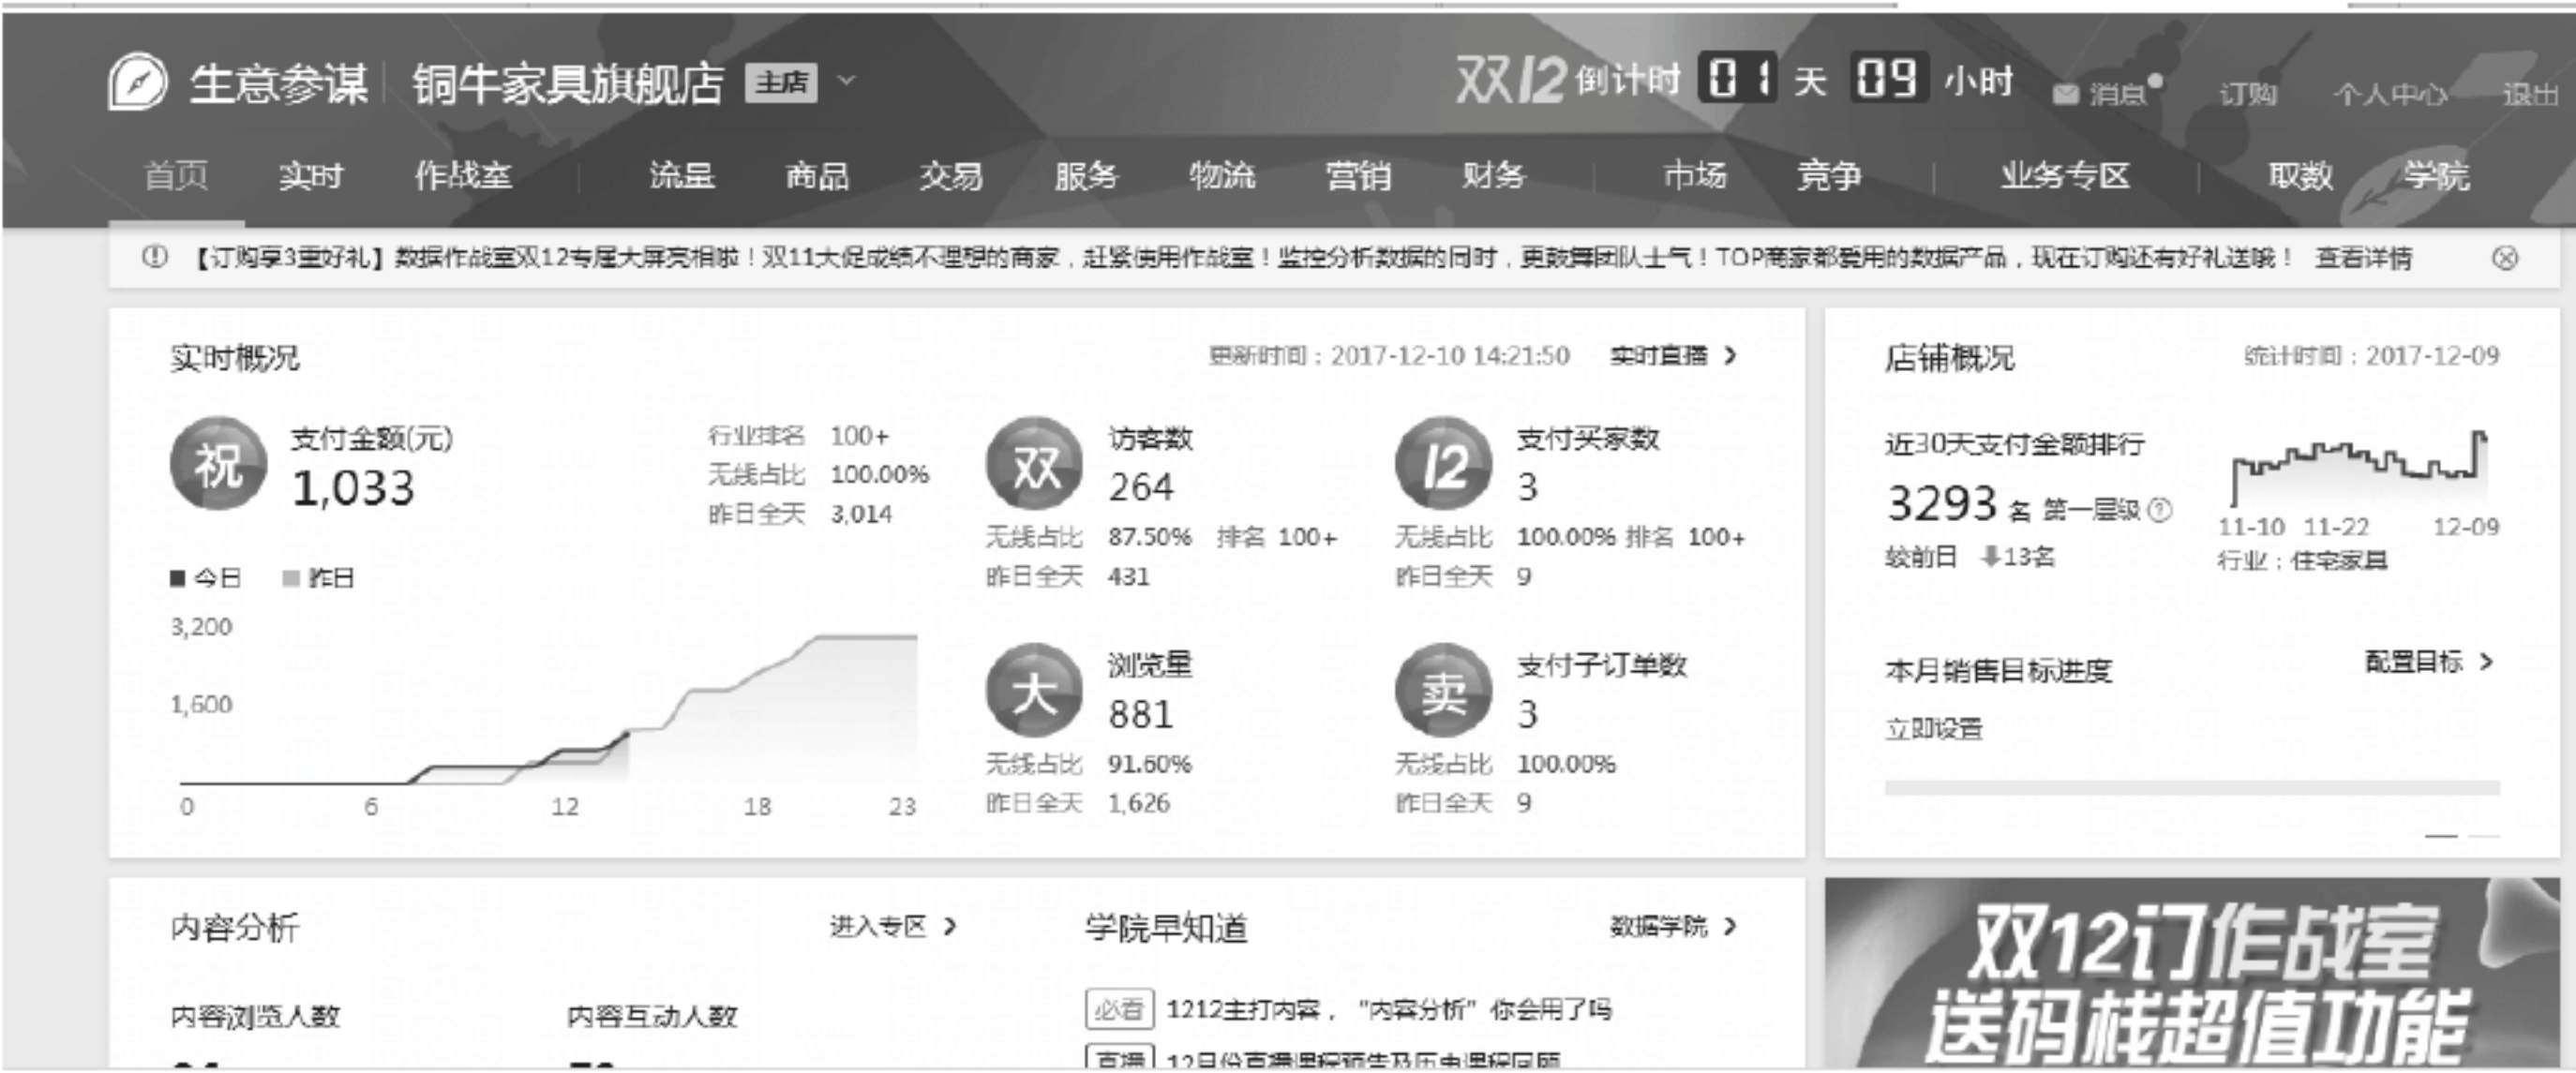 生意参谋 铜牛家具旗舰店 主店
双12倒计时 01 天 09 小时 消息 订购 个人中心 退出
首页 实时 作战室 流量 商品 交易 服务 物流 营销 财务 市场 竞争 业务专区 取数 学院
【订购享3重好礼】数据作战室双12专属大屏亮相啦！双11大促成绩不理想的商家，赶紧使用作战室！监控分析数据的同时，更鼓舞团队士气！TOP商家都爱用的数据产品，现在订购还有好礼送哦！ 查看详情
实时概况 更新时间：2017-12-10 14:21:50 实时直播 >
祝 支付金额(元)
1,033
行业排名 100+
无线占比 100.00%
昨日全天 3,014
今日 昨日
3,200
1,600
0 6 12 18 23
双 访客数
264
无线占比 87.50% 排名 100+
昨日全天 431
12 支付买家数
3
无线占比 100.00% 排名 100+
昨日全天 9
大 浏览量
881
无线占比 91.60%
昨日全天 1,626
卖 支付子订单数
3
无线占比 100.00%
昨日全天 9
店铺概况 统计时间：2017-12-09
近30天支付金额排行
3293 名 第一层级 ?
较前日 13名
11-10 11-22 12-09
行业：住宅家具
本月销售目标进度 配置目标 >
立即设置
内容分析 进入专区 >
内容浏览人数 内容互动人数
学院早知道 数据学院 >
必看 1212主打内容，"内容分析"你会用了吗
直播 12月份直播课程预告及历史课程回顾
双12订作战室
送码栈超值功能